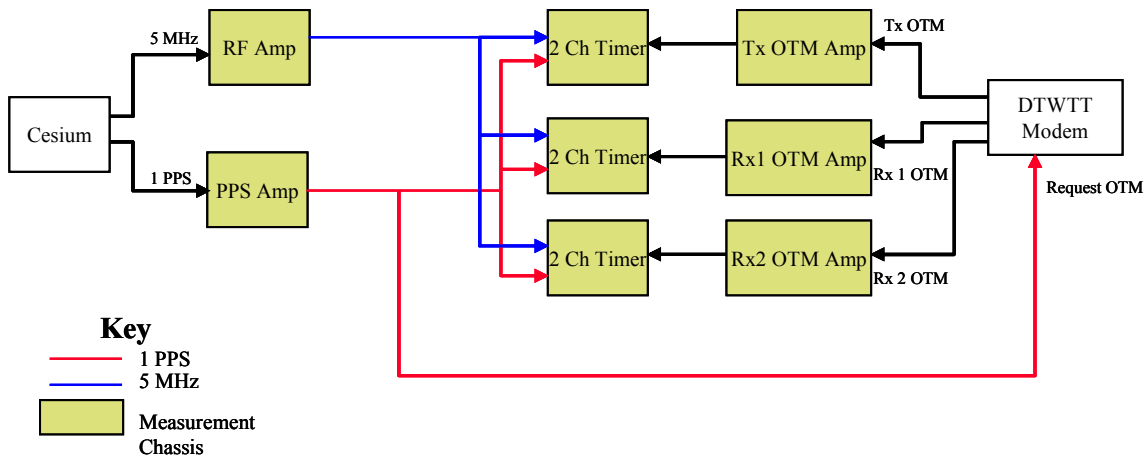 5 MHz
RF Amp
2 Ch Timer
Tx OTM Amp
Tx OTM
Cesium
DTWTT
Modem
1 PPS
PPS Amp
2 Ch Timer
Rx1 OTM Amp
Rx 1 OTM
Request OTM
2 Ch Timer
Rx2 OTM Amp
Rx 2 OTM
Key
1 PPS
5 MHz
Measurement
Chassis